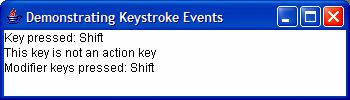 Demonstrating Keystroke Events
Key pressed: Shift
This key is not an action key
Modifier keys pressed: Shift